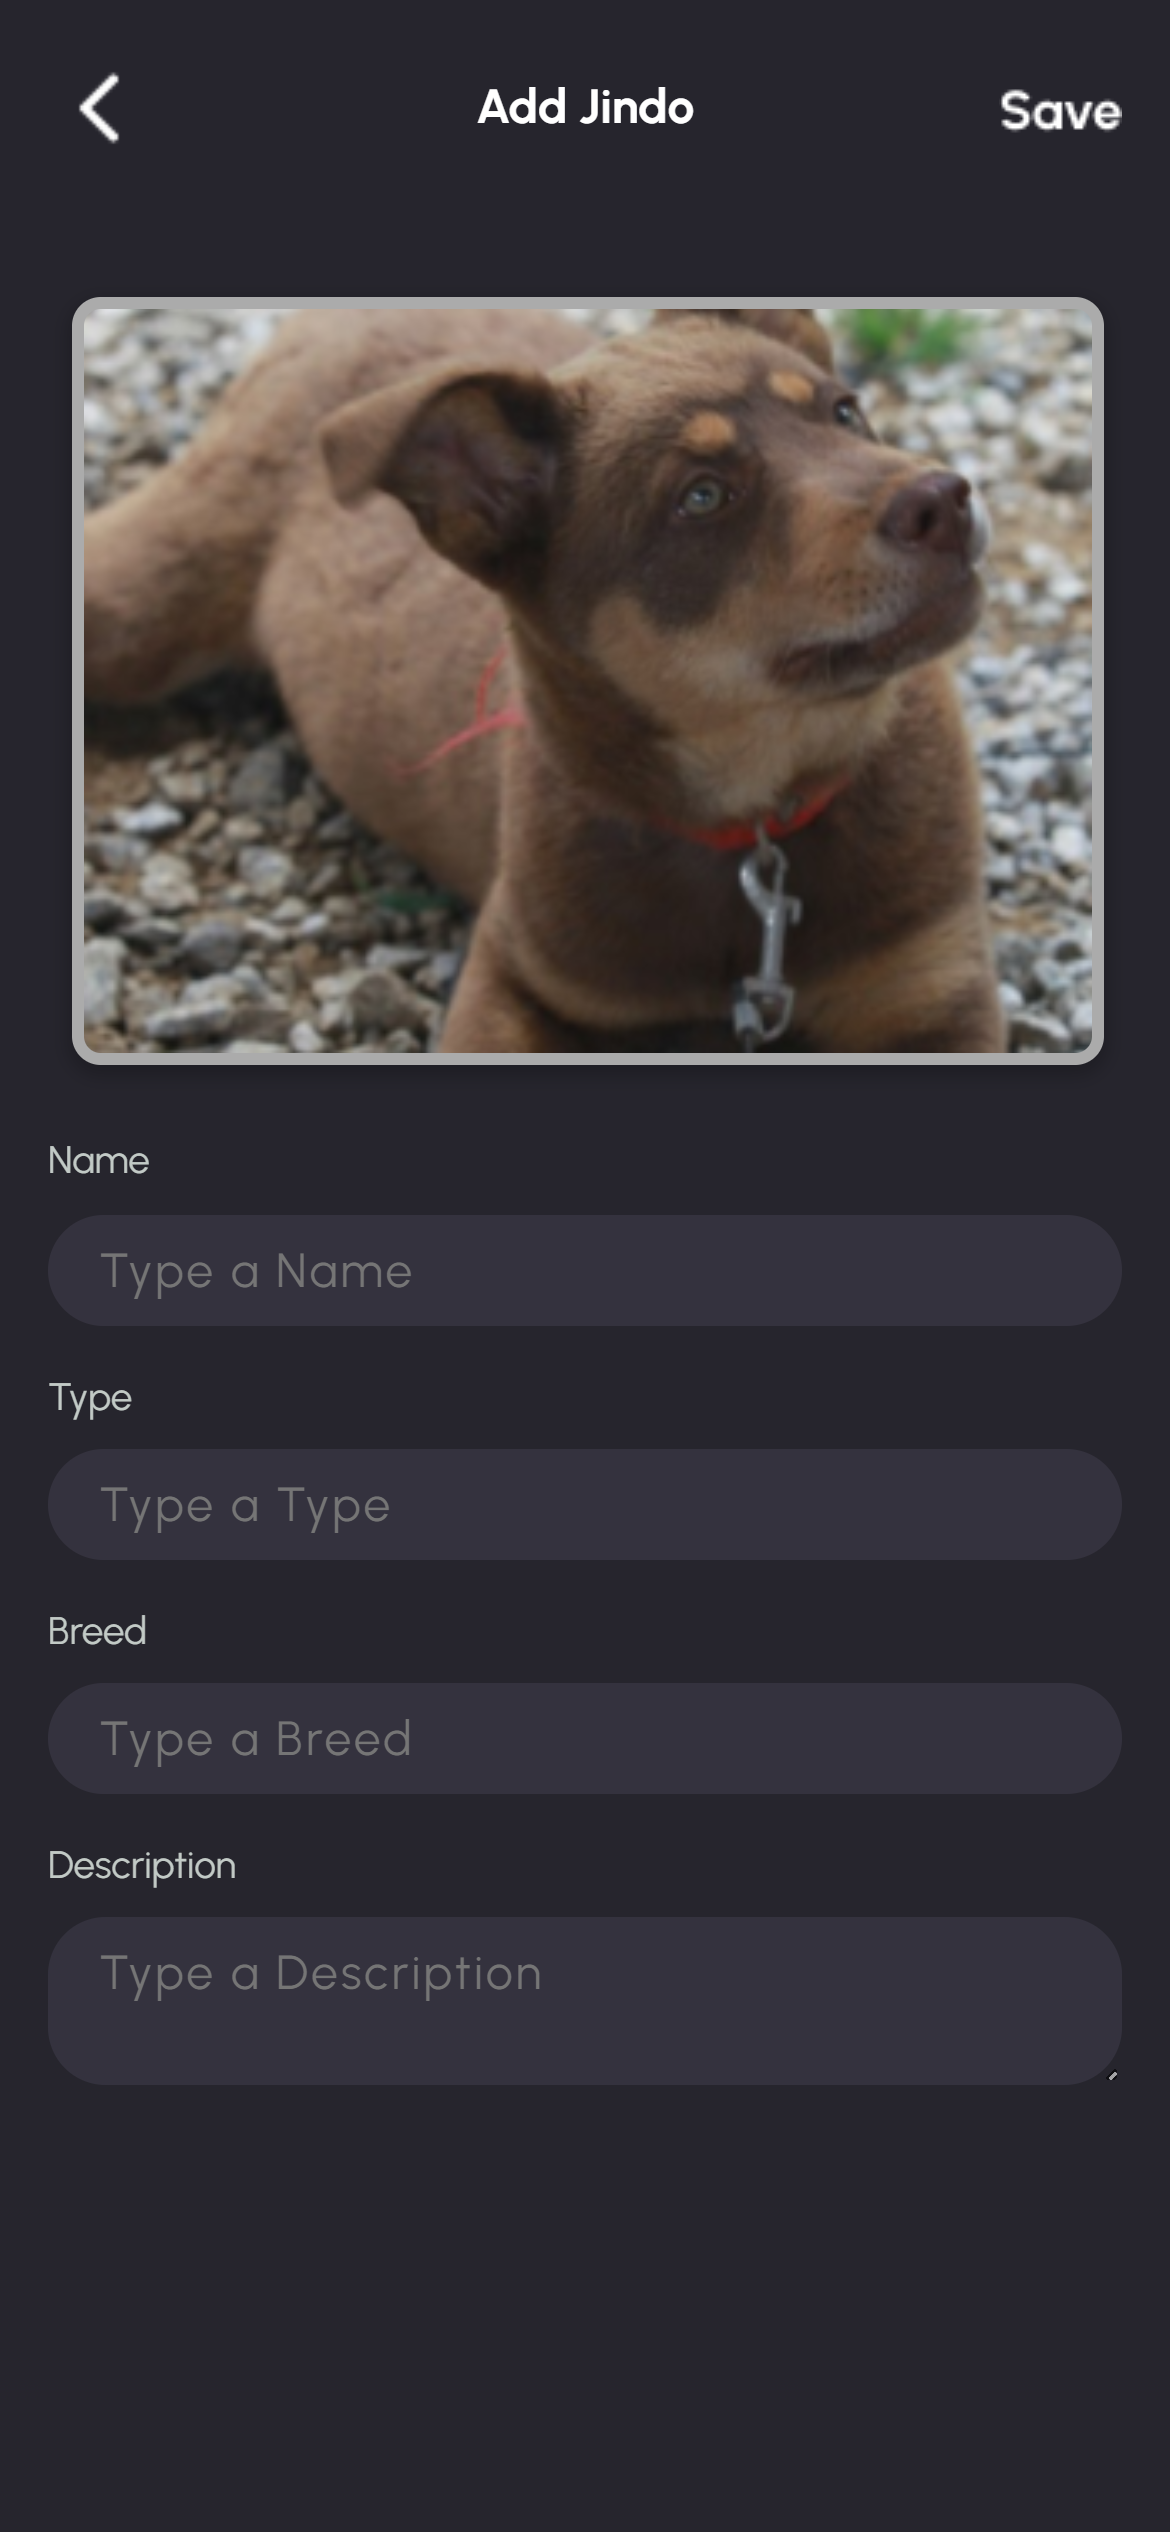 Add Jindo
Save
Name
Type a Name
Type
Type a Type
Breed
Type a Breed
Description
Type a Description